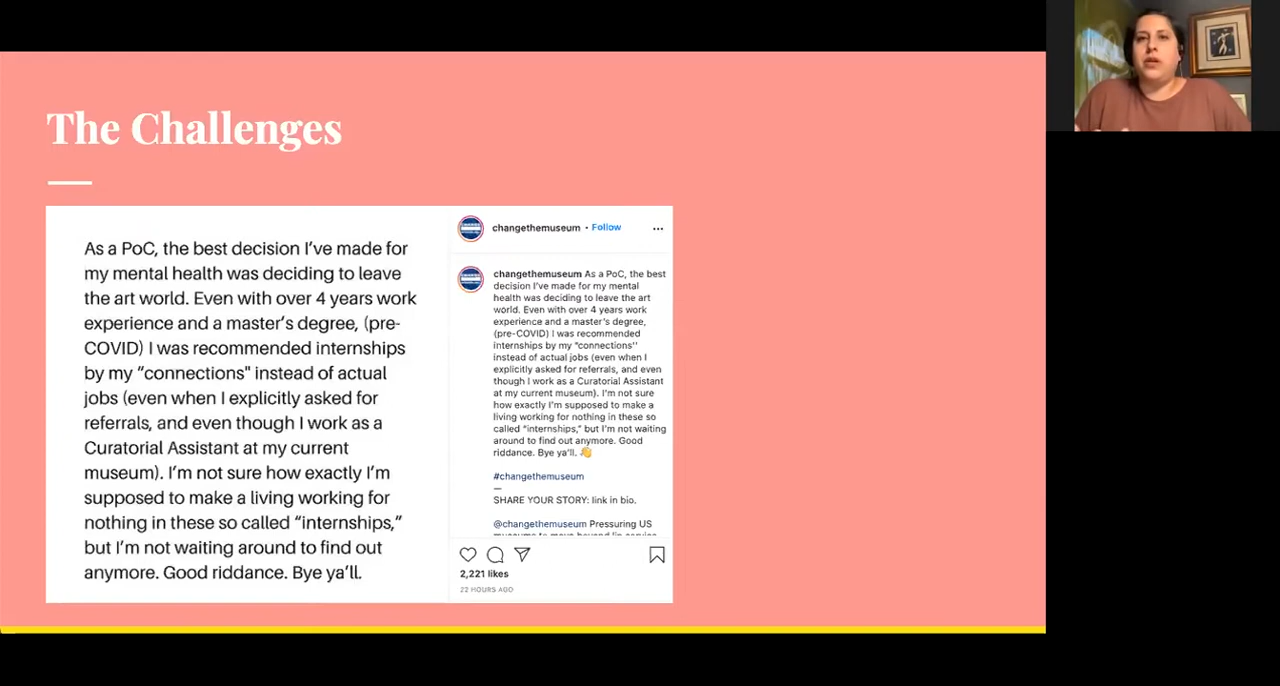 The Challenges
As a PoC, the best decision I've made for
my mental health was deciding to leave
the art world. Even with over 4 years work
experience and a master's degree, (pre-
COVID) I was recommended internships
by my “connections" instead of actual
jobs (even when I explicitly asked for
referrals, and even though I work as a
Curatorial Assistant at my current
museum). I'm not sure how exactly I'm
supposed to make a living working for
nothing in these so called “internships,”
but I'm not waiting around to find out
anymore. Good riddance. Bye ya'll.
changethemuseum • Follow
changethemuseum As a PoC, the best
decision I've made for my mental
health was deciding to leave the art
world. Even with over 4 years work
experience and a master's degree,
(pre-COVID) I was recommended
internships by my "connections''
instead of actual jobs (even when I
explicitly asked for referrals, and even
though I work as a Curatorial Assistant
at my current museum). I'm not sure
how exactly I'm supposed to make a
living working for nothing in these so
called “internships,” but I'm not waiting
around to find out anymore. Good
riddance. Bye ya'll. 👋
#changethemuseum
—
SHARE YOUR STORY: link in bio.
@changethemuseum Pressuring US
museums to move beyond lip service
2,221 likes
22 HOURS AGO